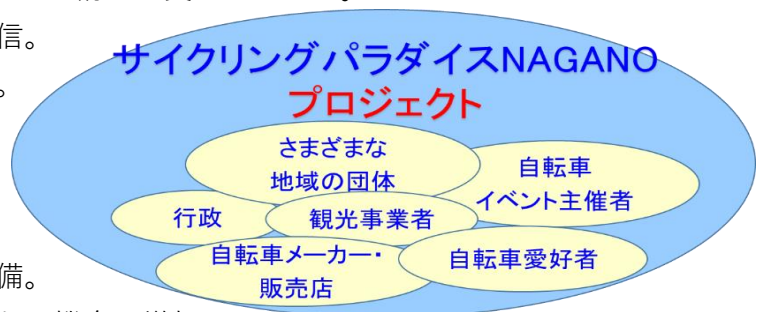 信。
。
サイクリングパラダイスNAGANO
プロジェクト
さまざまな
地域の団体
自転車
イベント主催者
行政
観光事業者
自転車メーカー・
販売店
自転車愛好者
備。